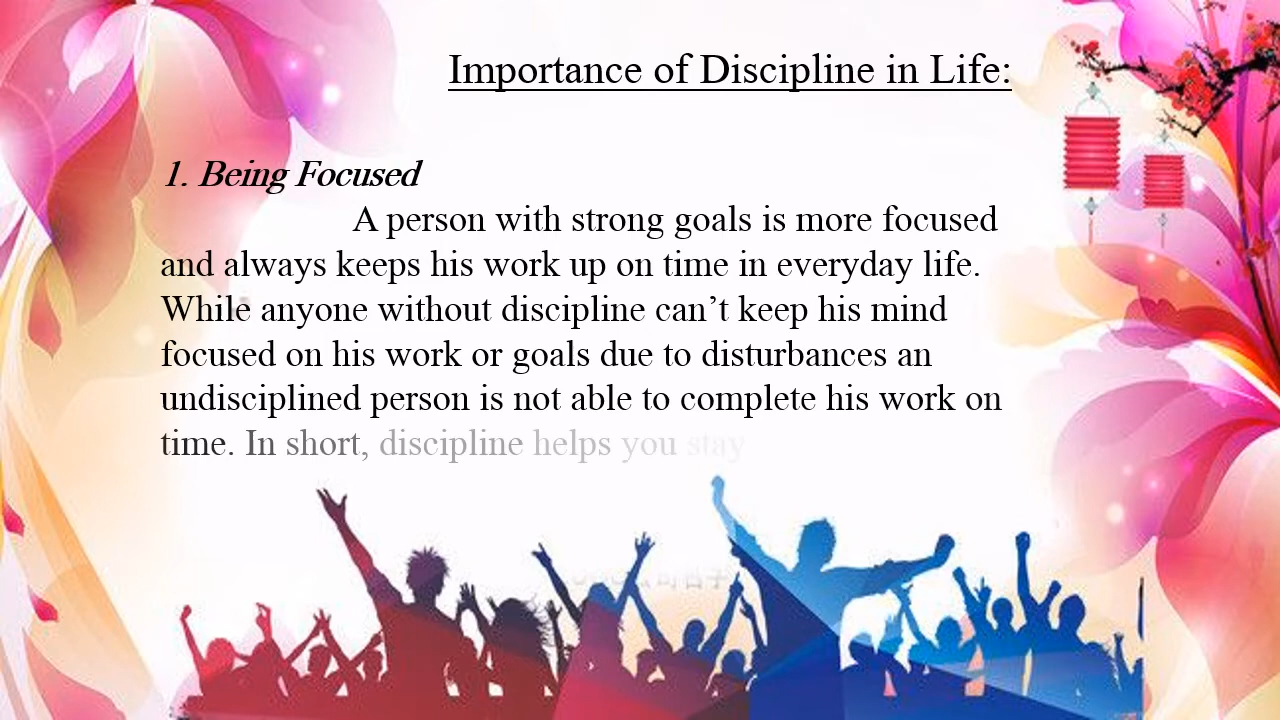 Importance of Discipline in Life:
1. Being Focused
A person with strong goals is more focused
and always keeps his work up on time in everyday life.
While anyone without discipline can’t keep his mind
focused on his work or goals due to disturbances an
undisciplined person is not able to complete his work on
time. In short, discipline helps you stay